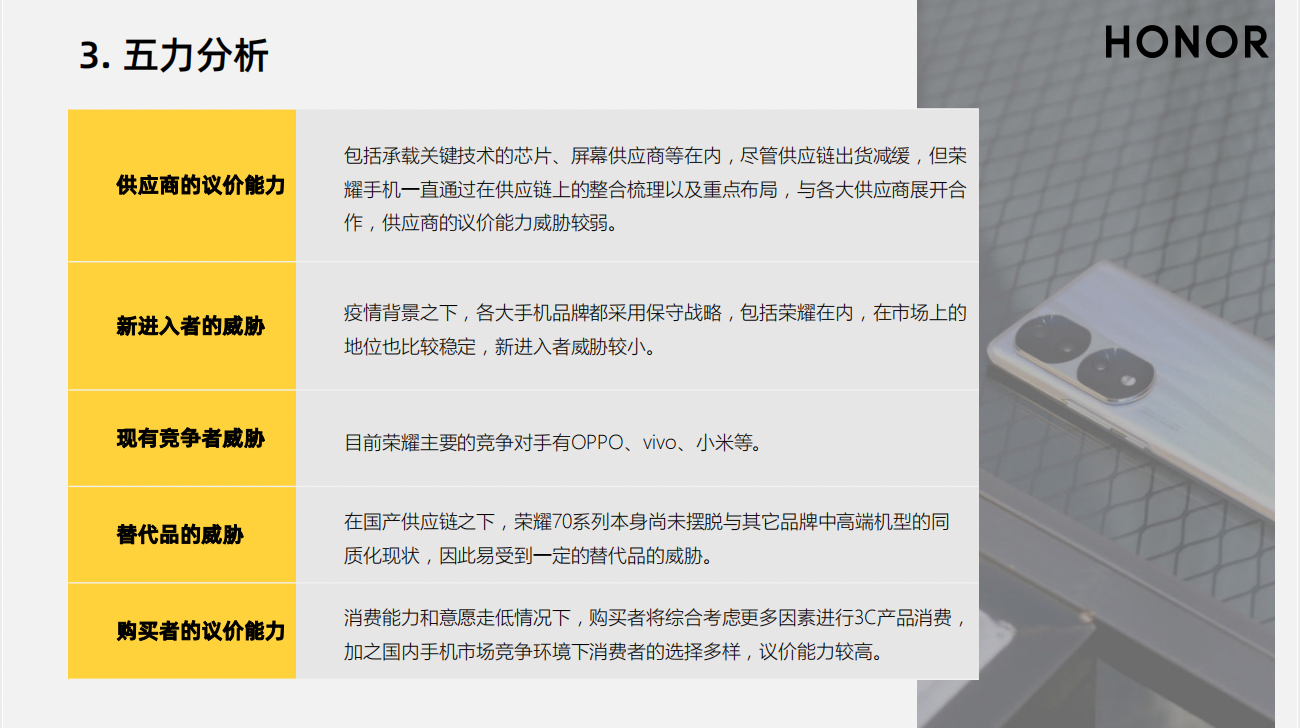 3. 五力分析
HONOR
供应商的议价能力
包括承载关键技术的芯片、屏幕供应商等在内，尽管供应链出货减缓，但荣
耀手机一直通过在供应链上的整合梳理以及重点布局，与各大供应商展开合
作，供应商的议价能力威胁较弱。
新进入者的威胁
疫情背景之下，各大手机品牌都采用保守战略，包括荣耀在内，在市场上的
地位也比较稳定，新进入者威胁较小。
现有竞争者威胁
目前荣耀主要的竞争对手有OPPO、vivo、小米等。
替代品的威胁
在国产供应链之下，荣耀70系列本身尚未摆脱与其它品牌中高端机型的同
质化现状，因此易受到一定的替代品的威胁。
购买者的议价能力
消费能力和意愿走低情况下，购买者将综合考虑更多因素进行3C产品消费，
加之国内手机市场竞争环境下消费者的选择多样，议价能力较高。